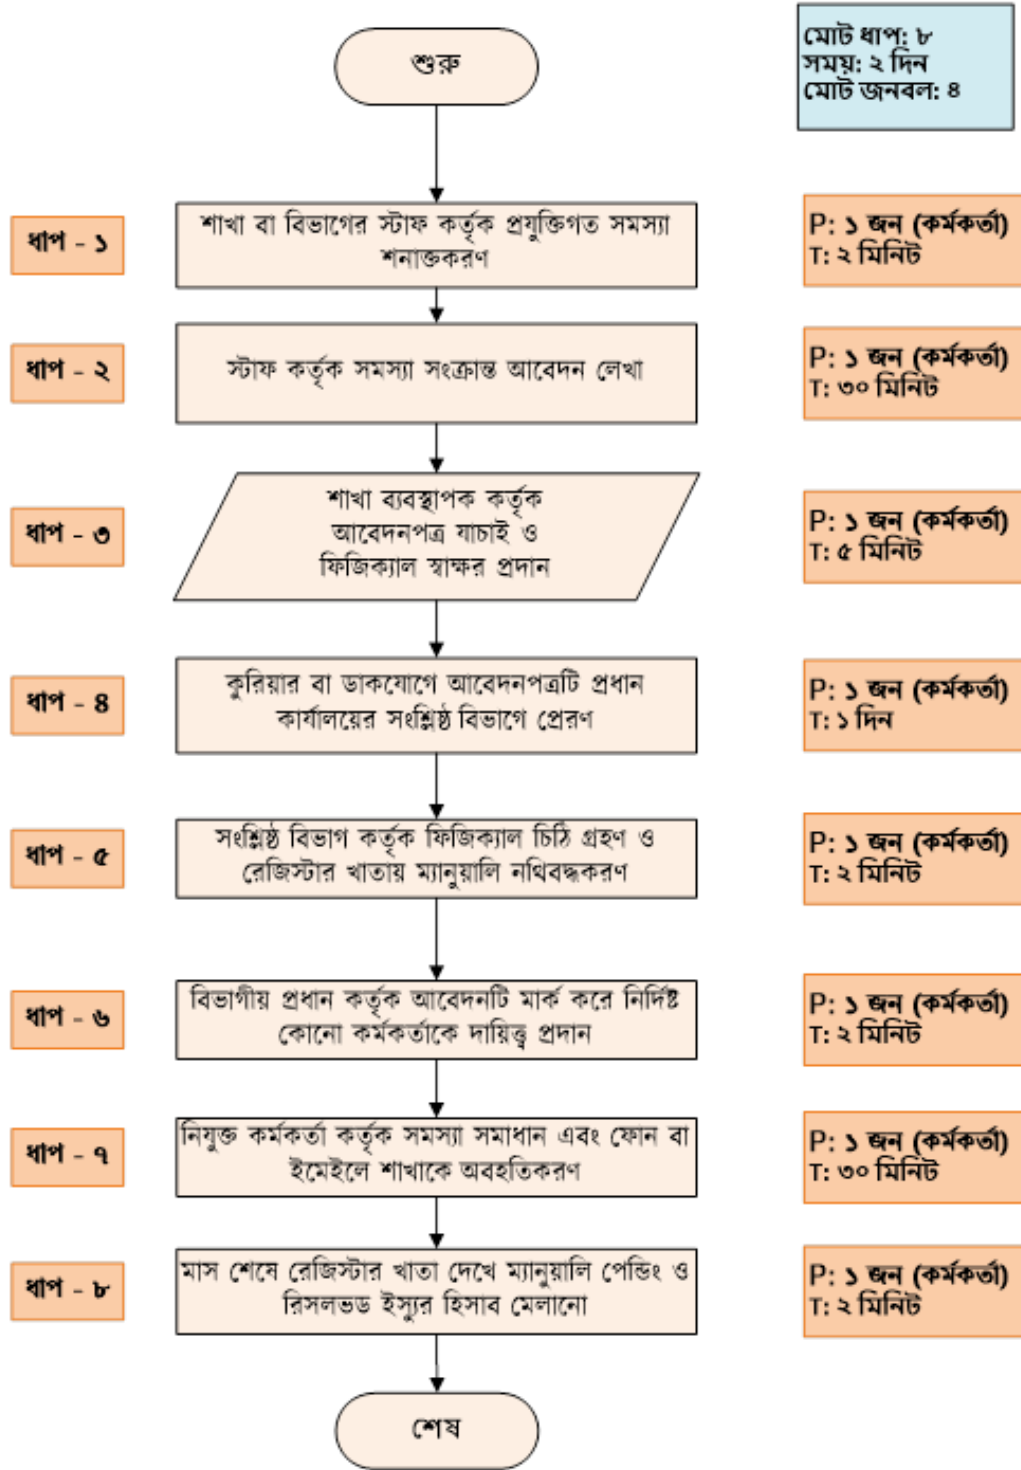 শুরু
মোট ধাপ: ৮
সময়: ২ দিন
মোট জনবল: ৪
ধাপ - ১
শাখা বা বিভাগের স্টাফ কর্তৃক প্রযুক্তিগত সমস্যা
শনাক্তকরণ
P: ১ জন (কর্মকর্তা)
T: ২ মিনিট
ধাপ - ২
স্টাফ কর্তৃক সমস্যা সংক্রান্ত আবেদন লেখা
P: ১ জন (কর্মকর্তা)
T: ৩০ মিনিট
ধাপ - ৩
শাখা ব্যবস্থাপক কর্তৃক
আবেদনপত্র যাচাই ও
ফিজিক্যাল স্বাক্ষর প্রদান
P: ১ জন (কর্মকর্তা)
T: ৫ মিনিট
ধাপ - ৪
কুরিয়ার বা ডাকযোগে আবেদনপত্রটি প্রধান
কার্যালয়ের সংশ্লিষ্ঠ বিভাগে প্রেরণ
P: ১ জন (কর্মকর্তা)
T: ১ দিন
ধাপ - ৫
সংশ্লিষ্ঠ বিভাগ কর্তৃক ফিজিক্যাল চিঠি গ্রহণ ও
রেজিস্টার খাতায় ম্যানুয়ালি নথিবদ্ধকরণ
P: ১ জন (কর্মকর্তা)
T: ২ মিনিট
ধাপ - ৬
বিভাগীয় প্রধান কর্তৃক আবেদনটি মার্ক করে নির্দিষ্ট
কোনো কর্মকর্তাকে দায়িত্ত্ব প্রদান
P: ১ জন (কর্মকর্তা)
T: ২ মিনিট
ধাপ - ৭
নিযুক্ত কর্মকর্তা কর্তৃক সমস্যা সমাধান এবং ফোন বা
ইমেইলে শাখাকে অবহতিকরণ
P: ১ জন (কর্মকর্তা)
T: ৩০ মিনিট
ধাপ - ৮
মাস শেষে রেজিস্টার খাতা দেখে ম্যানুয়ালি পেন্ডিং ও
রিসলভড ইস্যুর হিসাব মেলানো
P: ১ জন (কর্মকর্তা)
T: ২ মিনিট
শেষ